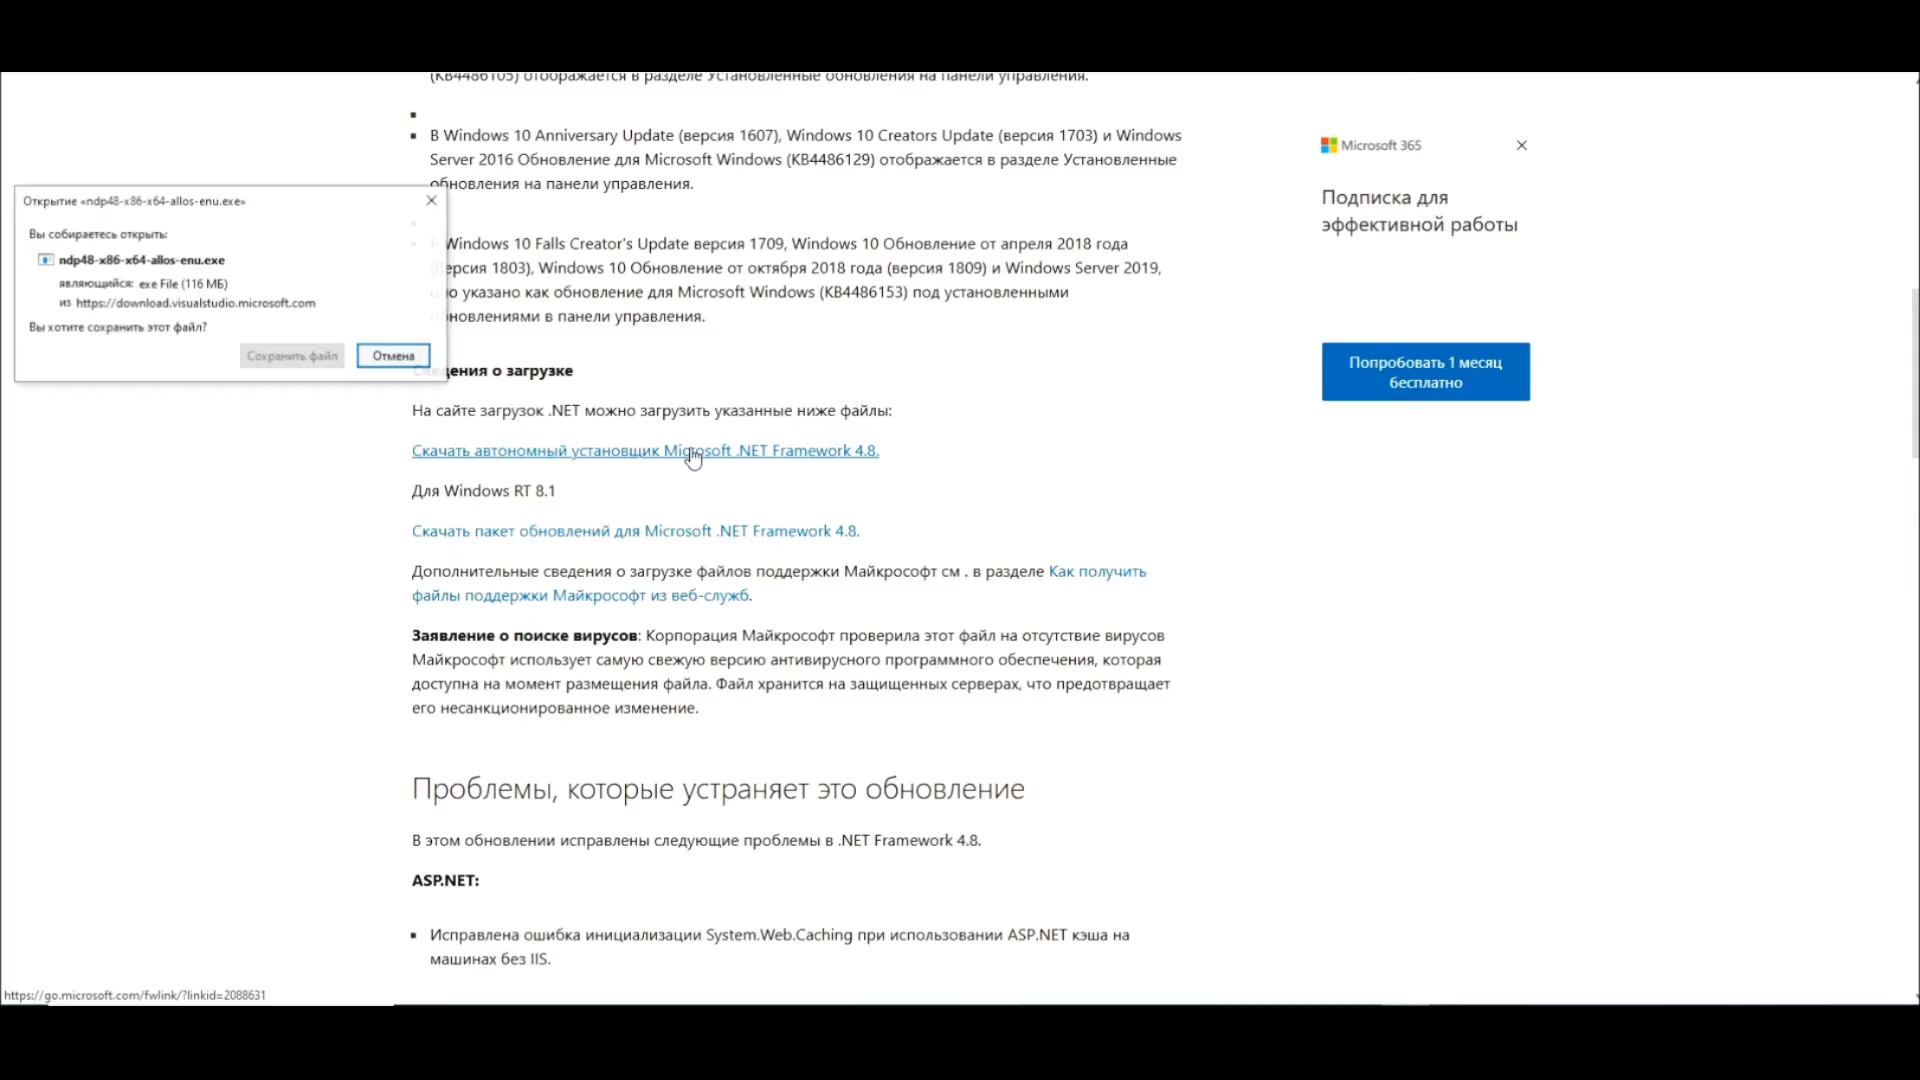 (KB4486105) отображается в разделе Установленные обновления на панели управления.
В Windows 10 Anniversary Update (версия 1607), Windows 10 Creators Update (версия 1703) и Windows
Server 2016 Обновление для Microsoft Windows (KB4486129) отображается в разделе Установленные
обновления на панели управления.
Открытие «ndp48-x86-x64-allos-enu.exe»
Вы собираетесь открыть:
ndp48-x86-x64-allos-enu.exe
являющийся: exe File (116 МБ)
из https://download.visualstudio.microsoft.com
Вы хотите сохранить этот файл?
Сохранить файл
Отмена
Windows 10 Falls Creator's Update версия 1709, Windows 10 Обновление от апреля 2018 года
1803), Windows 10 Обновление от октября 2018 года (версия 1809) и Windows Server 2019,
указано как обновление для Microsoft Windows (KB4486153) под установленными
обновлениями в панели управления.
Сведения о загрузке
На сайте загрузок .NET можно загрузить указанные ниже файлы:
Скачать автономный установщик Microsoft .NET Framework 4.8.
Для Windows RT 8.1
Скачать пакет обновлений для Microsoft .NET Framework 4.8.
Дополнительные сведения о загрузке файлов поддержки Майкрософт см . в разделе Как получить
файлы поддержки Майкрософт из веб-служб.
Заявление о поиске вирусов: Корпорация Майкрософт проверила этот файл на отсутствие вирусов
Майкрософт использует самую свежую версию антивирусного программного обеспечения, которая
доступна на момент размещения файла. Файл хранится на защищенных серверах, что предотвращает
его несанкционированное изменение.
Проблемы, которые устраняет это обновление
В этом обновлении исправлены следующие проблемы в .NET Framework 4.8.
ASP.NET:
Исправлена ошибка инициализации System.Web.Caching при использовании ASP.NET кэша на
машинах без IIS.
https://go.microsoft.com/fwlink/?linkid=2088631
Microsoft 365
Подписка для
эффективной работы
Попробовать 1 месяц
бесплатно